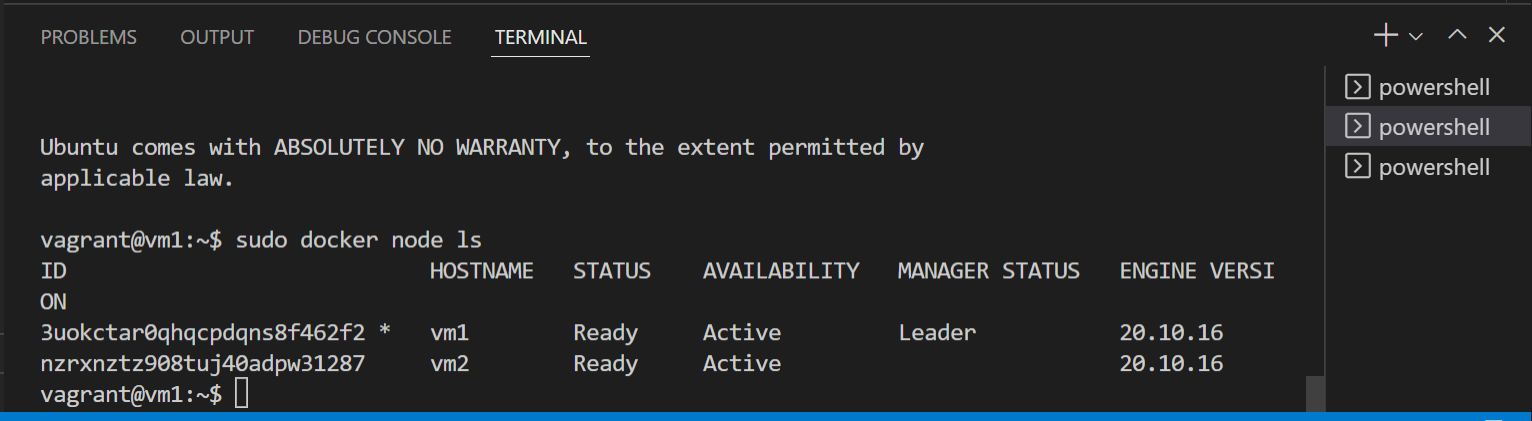 PROBLEMS OUTPUT DEBUG CONSOLE TERMINAL
powershell
powershell
powershell
Ubuntu comes with ABSOLUTELY NO WARRANTY, to the extent permitted by
applicable law.
vagrant@vm1:~$ sudo docker node ls
ID HOSTNAME STATUS AVAILABILITY MANAGER STATUS ENGINE VERSI
ON
3uokctar0qhqcpdqns8f462f2 * vm1 Ready Active Leader 20.10.16
nzrxnztz908tuj40adpw31287 vm2 Ready Active 20.10.16
vagrant@vm1:~$